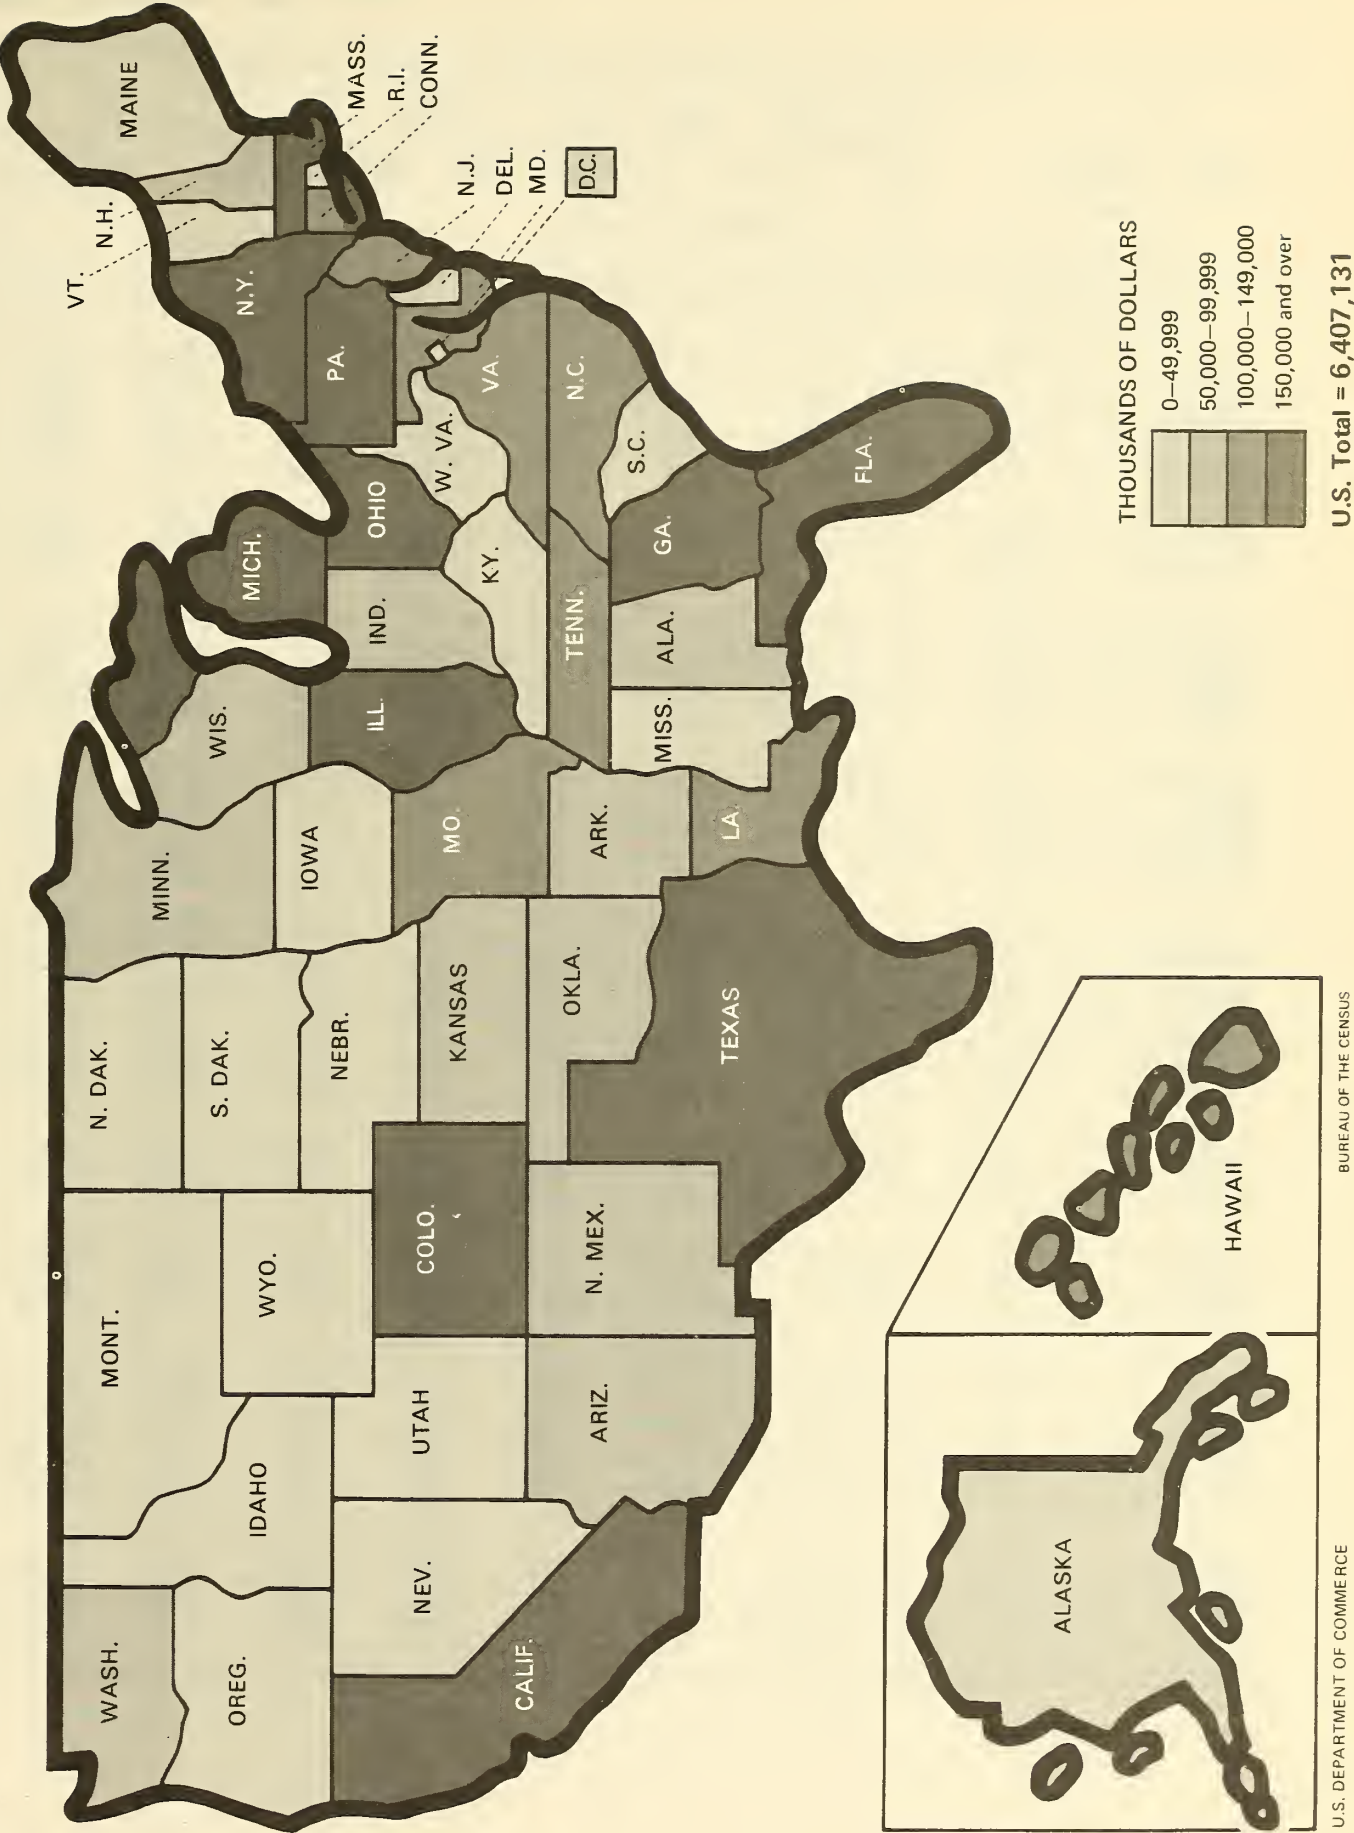 WASH.
OREG.
CALIF.
NEV.
IDAHO
MONT.
WYO.
UTAH
ARIZ.
COLO.
N. MEX.
N. DAK.
S. DAK.
NEBR.
KANSAS
OKLA.
TEXAS
MINN.
IOWA
MO.
ARK.
LA.
WIS.
ILL.
MISS.
MICH.
IND.
OHIO
KY.
TENN.
ALA.
GA.
FLA.
S.C.
N.C.
VA.
W. VA.
PA.
N.Y.
VT.
N.H.
MAINE
MASS.
R.I.
CONN.
N.J.
DEL.
MD.
D.C.
ALASKA
HAWAII
THOUSANDS OF DOLLARS
0–49,999
50,000–99,999
100,000–149,000
150,000 and over
U.S. Total = 6,407,131
U.S. DEPARTMENT OF COMMERCE
BUREAU OF THE CENSUS